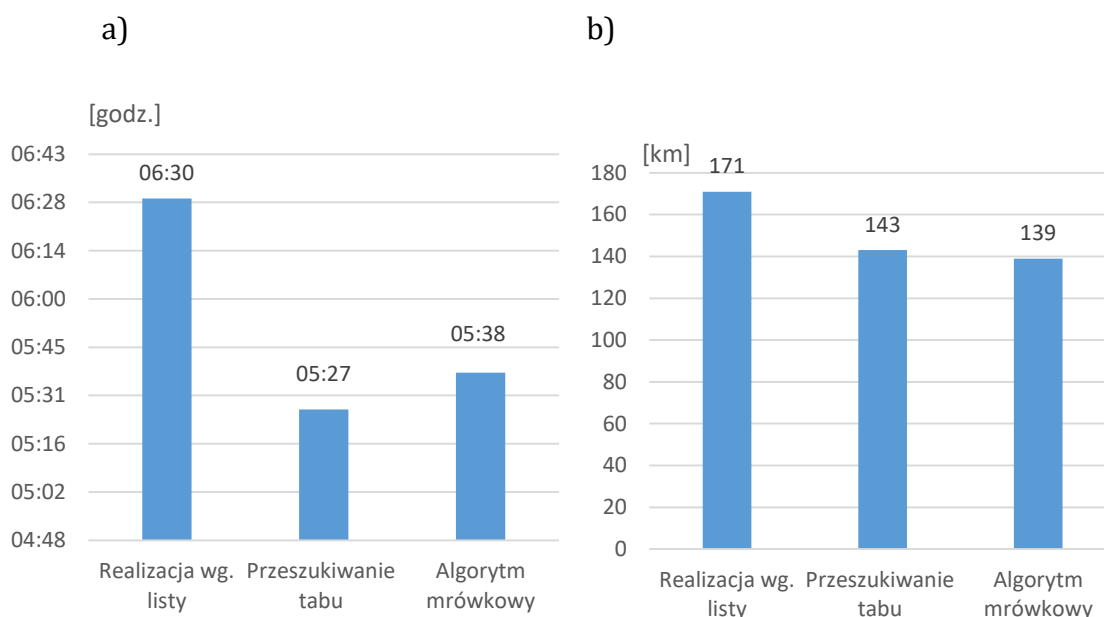 a)
[godz.]
06:43
06:28
06:14
06:00
05:45
05:31
05:16
05:02
04:48
06:30
05:27
05:38
Realizacja wg.
listy
Przeszukiwanie
tabu
Algorytm
mrówkowy
b)
[km]
180
160
140
120
100
80
60
40
20
0
171
143
139
Realizacja wg.
listy
Przeszukiwanie
tabu
Algorytm
mrówkowy